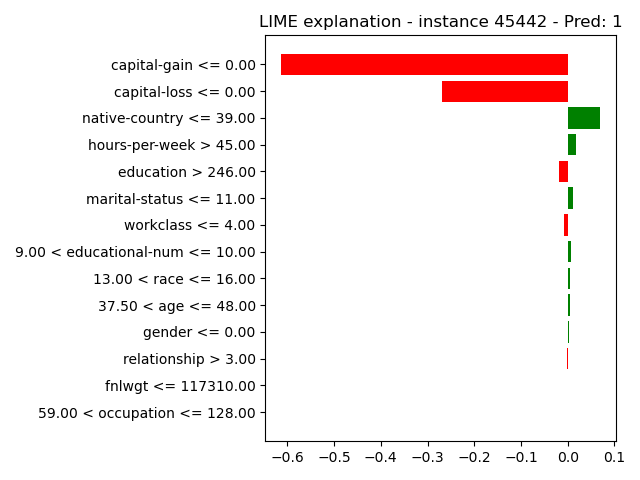 LIME explanation - instance 45442 - Pred: 1
capital-gain <= 0.00
capital-loss <= 0.00
native-country <= 39.00
hours-per-week > 45.00
education > 246.00
marital-status <= 11.00
workclass <= 4.00
9.00 < educational-num <= 10.00
13.00 < race <= 16.00
37.50 < age <= 48.00
gender <= 0.00
relationship > 3.00
fnlwgt <= 117310.00
59.00 < occupation <= 128.00
−0.6 −0.5 −0.4 −0.3 −0.2 −0.1 0.0 0.1